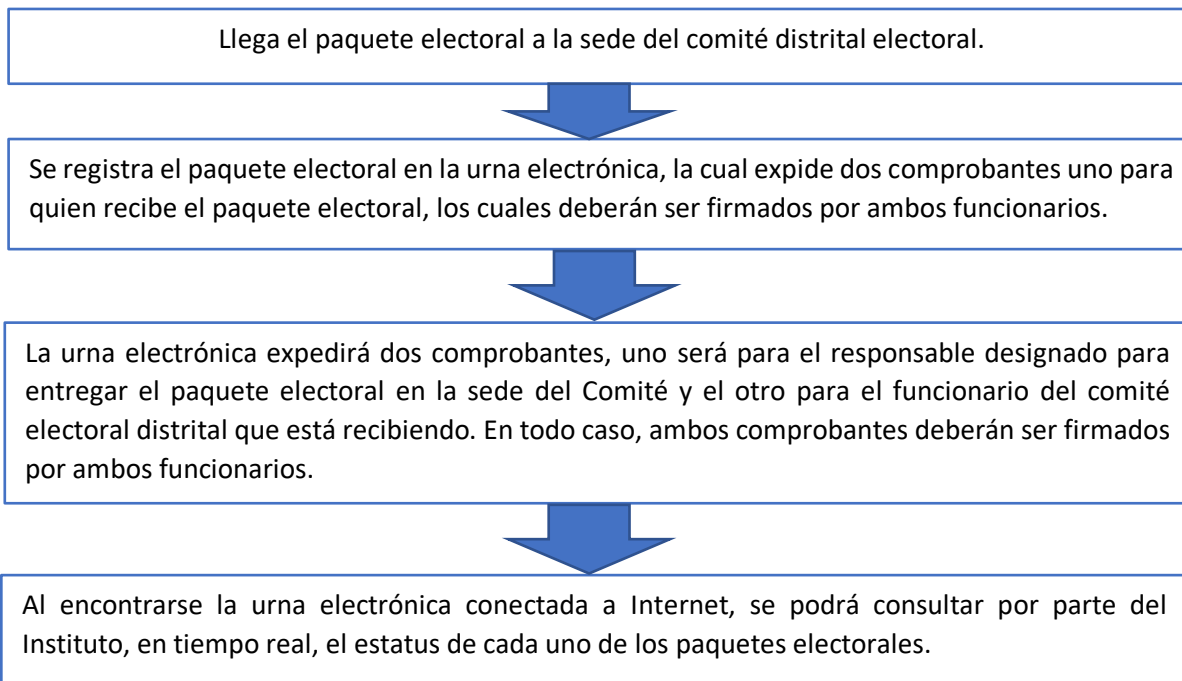 Llega el paquete electoral a la sede del comité distrital electoral.
Se registra el paquete electoral en la urna electrónica, la cual expide dos comprobantes uno para
quien recibe el paquete electoral, los cuales deberán ser firmados por ambos funcionarios.
La urna electrónica expedirá dos comprobantes, uno será para el responsable designado para
entregar el paquete electoral en la sede del Comité y el otro para el funcionario del comité
electoral distrital que está recibiendo. En todo caso, ambos comprobantes deberán ser firmados
por ambos funcionarios.
Al encontrarse la urna electrónica conectada a Internet, se podrá consultar por parte del
Instituto, en tiempo real, el estatus de cada uno de los paquetes electorales.